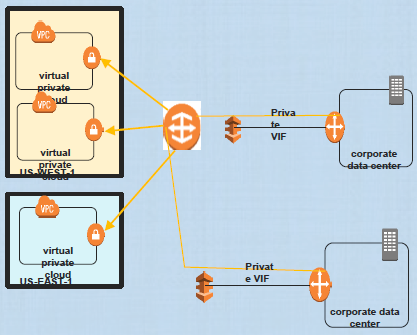 VPC
virtual
private
cloud
VPC
virtual
private
cloud
US-WEST-1
VPC
virtual
private
cloud
US-EAST-1
Priva
te
VIF
corporate
data center
Privat
e VIF
corporate data
center